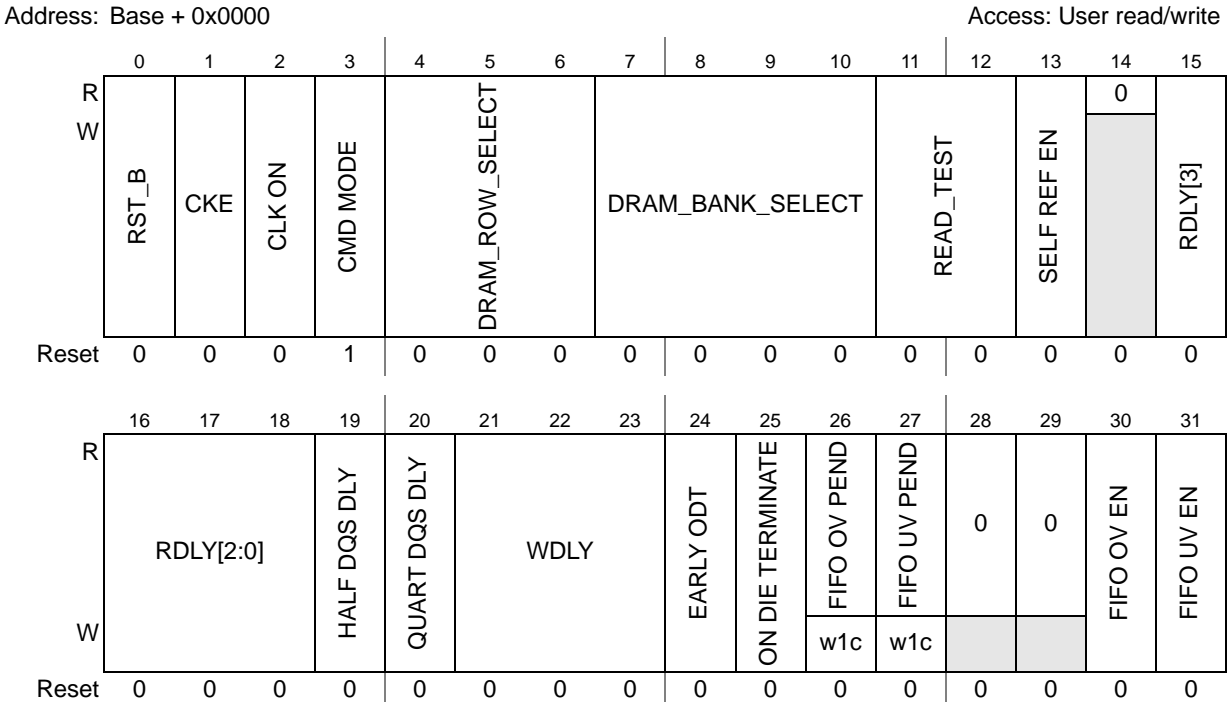 Address: Base + 0x0000 Access: User read/write
0 1 2 3 4 5 6 7 8 9 10 11 12 13 14 15
R RST_B CKE CLK ON CMD MODE DRAM_ROW_SELECT DRAM_BANK_SELECT READ_TEST SELF REF EN 0 RDLY[3]
W
Reset 0 0 0 1 0 0 0 0 0 0 0 0 0 0 0 0
16 17 18 19 20 21 22 23 24 25 26 27 28 29 30 31
R RDLY[2:0] HALF DQS DLY QUART DQS DLY WDLY EARLY ODT ON DIE TERMINATE FIFO OV PEND FIFO UV PEND 0 0 FIFO OV EN FIFO UV EN
W w1c w1c
Reset 0 0 0 0 0 0 0 0 0 0 0 0 0 0 0 0